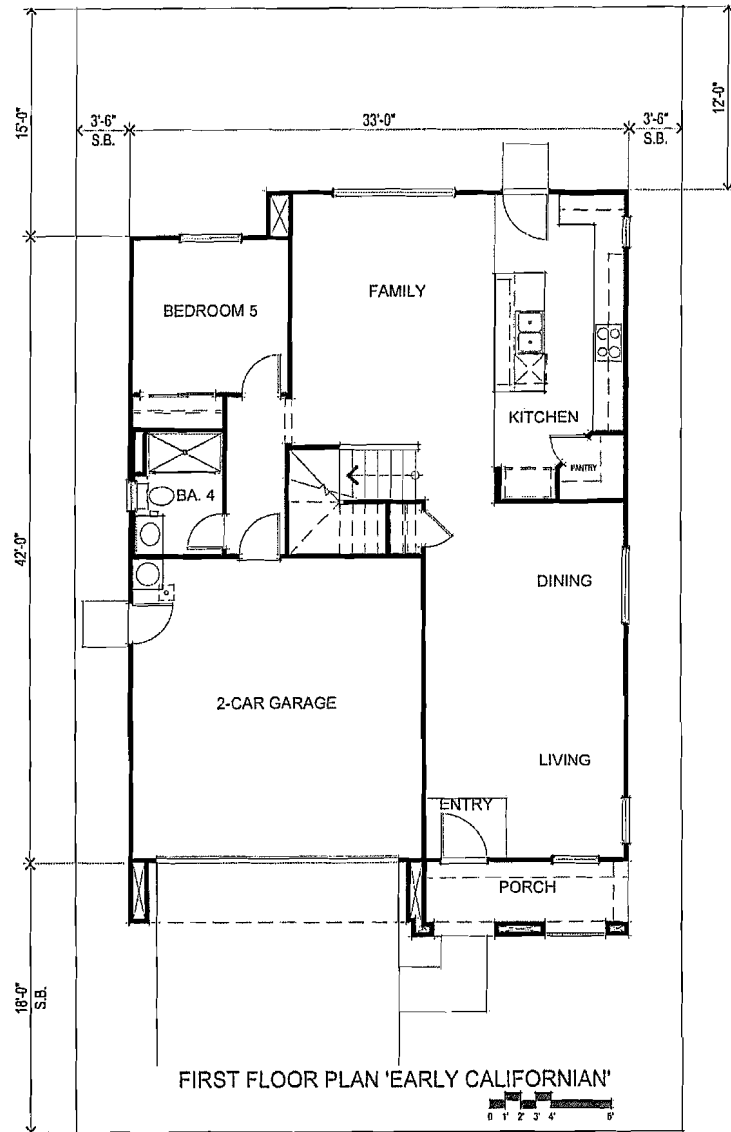 15'-0"
12'-0"
3'-6"
S.B.
33'-0"
3'-6"
S.B.
FAMILY
BEDROOM 5
KITCHEN
PANTRY
BA. 4
42'-0"
DINING
2-CAR GARAGE
LIVING
ENTRY
PORCH
18'-0"
S.B.
FIRST FLOOR PLAN 'EARLY CALIFORNIAN'
0 1' 2' 3' 4' 8'